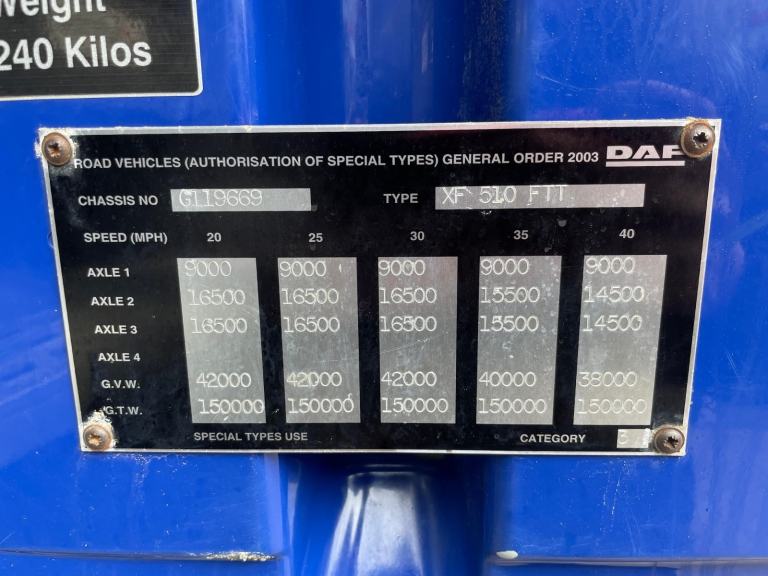 Weight
240 Kilos
ROAD VEHICLES (AUTHORISATION OF SPECIAL TYPES) GENERAL ORDER 2003 DAF
CHASSIS NO G119669 TYPE XF 510 FTT
SPEED (MPH) 20 25 30 35 40
AXLE 1 9000 9000 9000 9000 9000
AXLE 2 16500 16500 16500 15500 14500
AXLE 3 16500 16500 16500 15500 14500
AXLE 4
G.V.W. 42000 42000 42000 40000 38000
G.T.W. 150000 150000 150000 150000 150000
SPECIAL TYPES USE CATEGORY 3